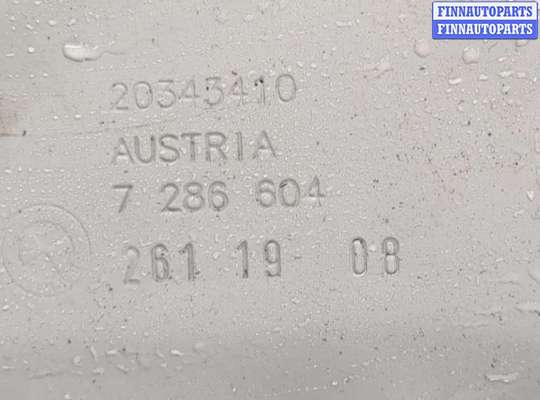 FINNAUTOPARTS
FINNAUTOPARTS
20343410
AUSTRIA
7 286 604
261 19 08